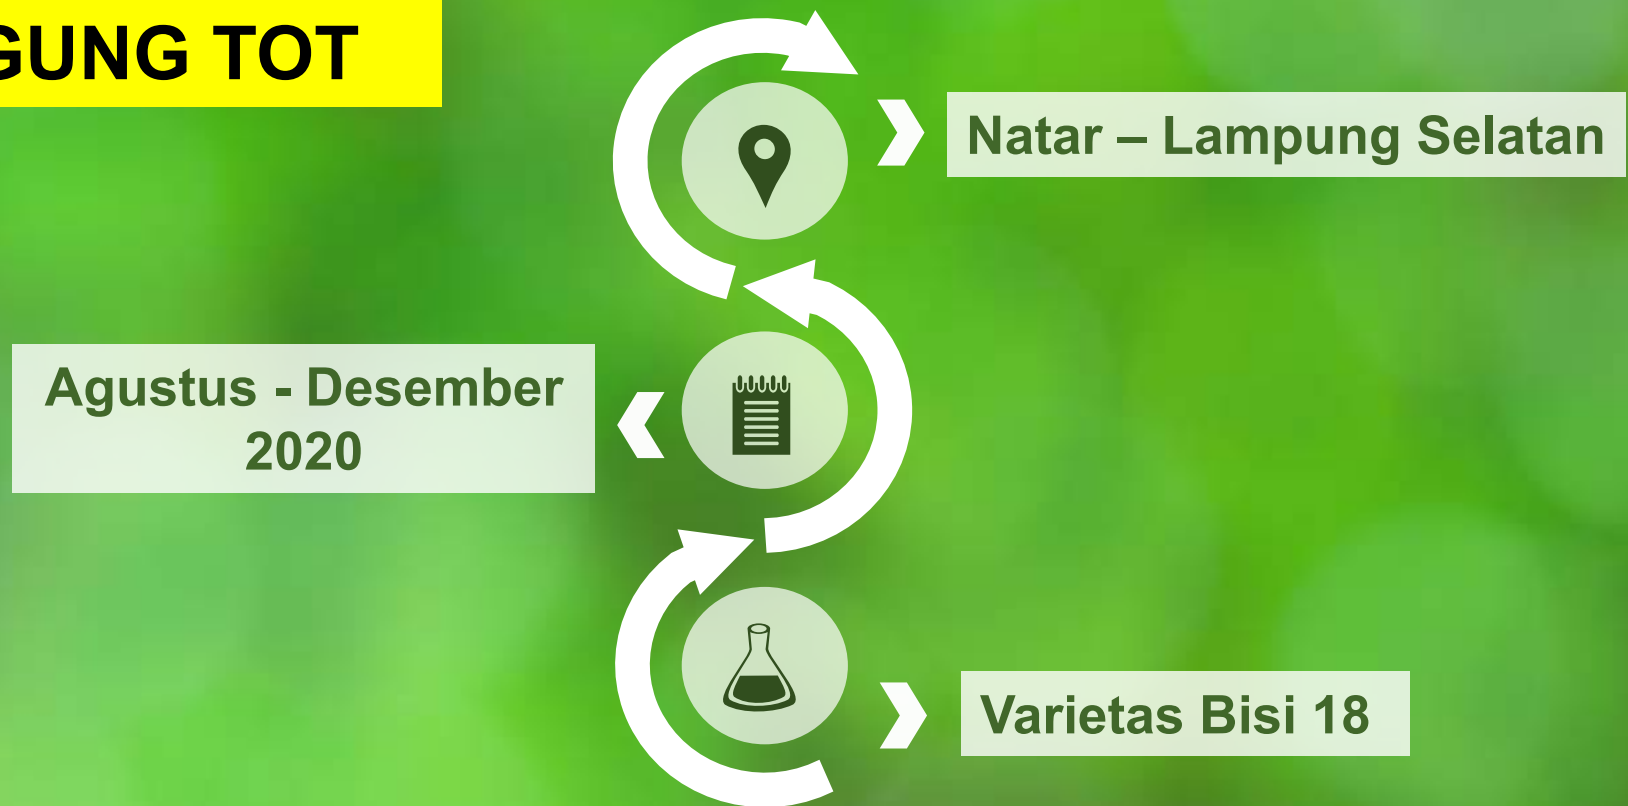 GUNG TOT
Natar – Lampung Selatan
Agustus - Desember
2020
Varietas Bisi 18